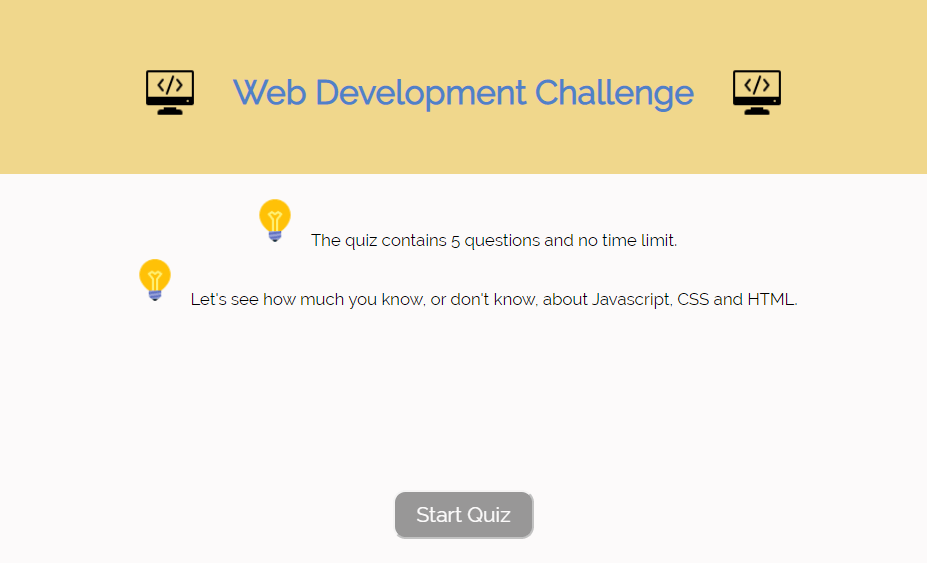 </> Web Development Challenge </>
The quiz contains 5 questions and no time limit.
Let's see how much you know, or don't know, about Javascript, CSS and HTML.
Start Quiz